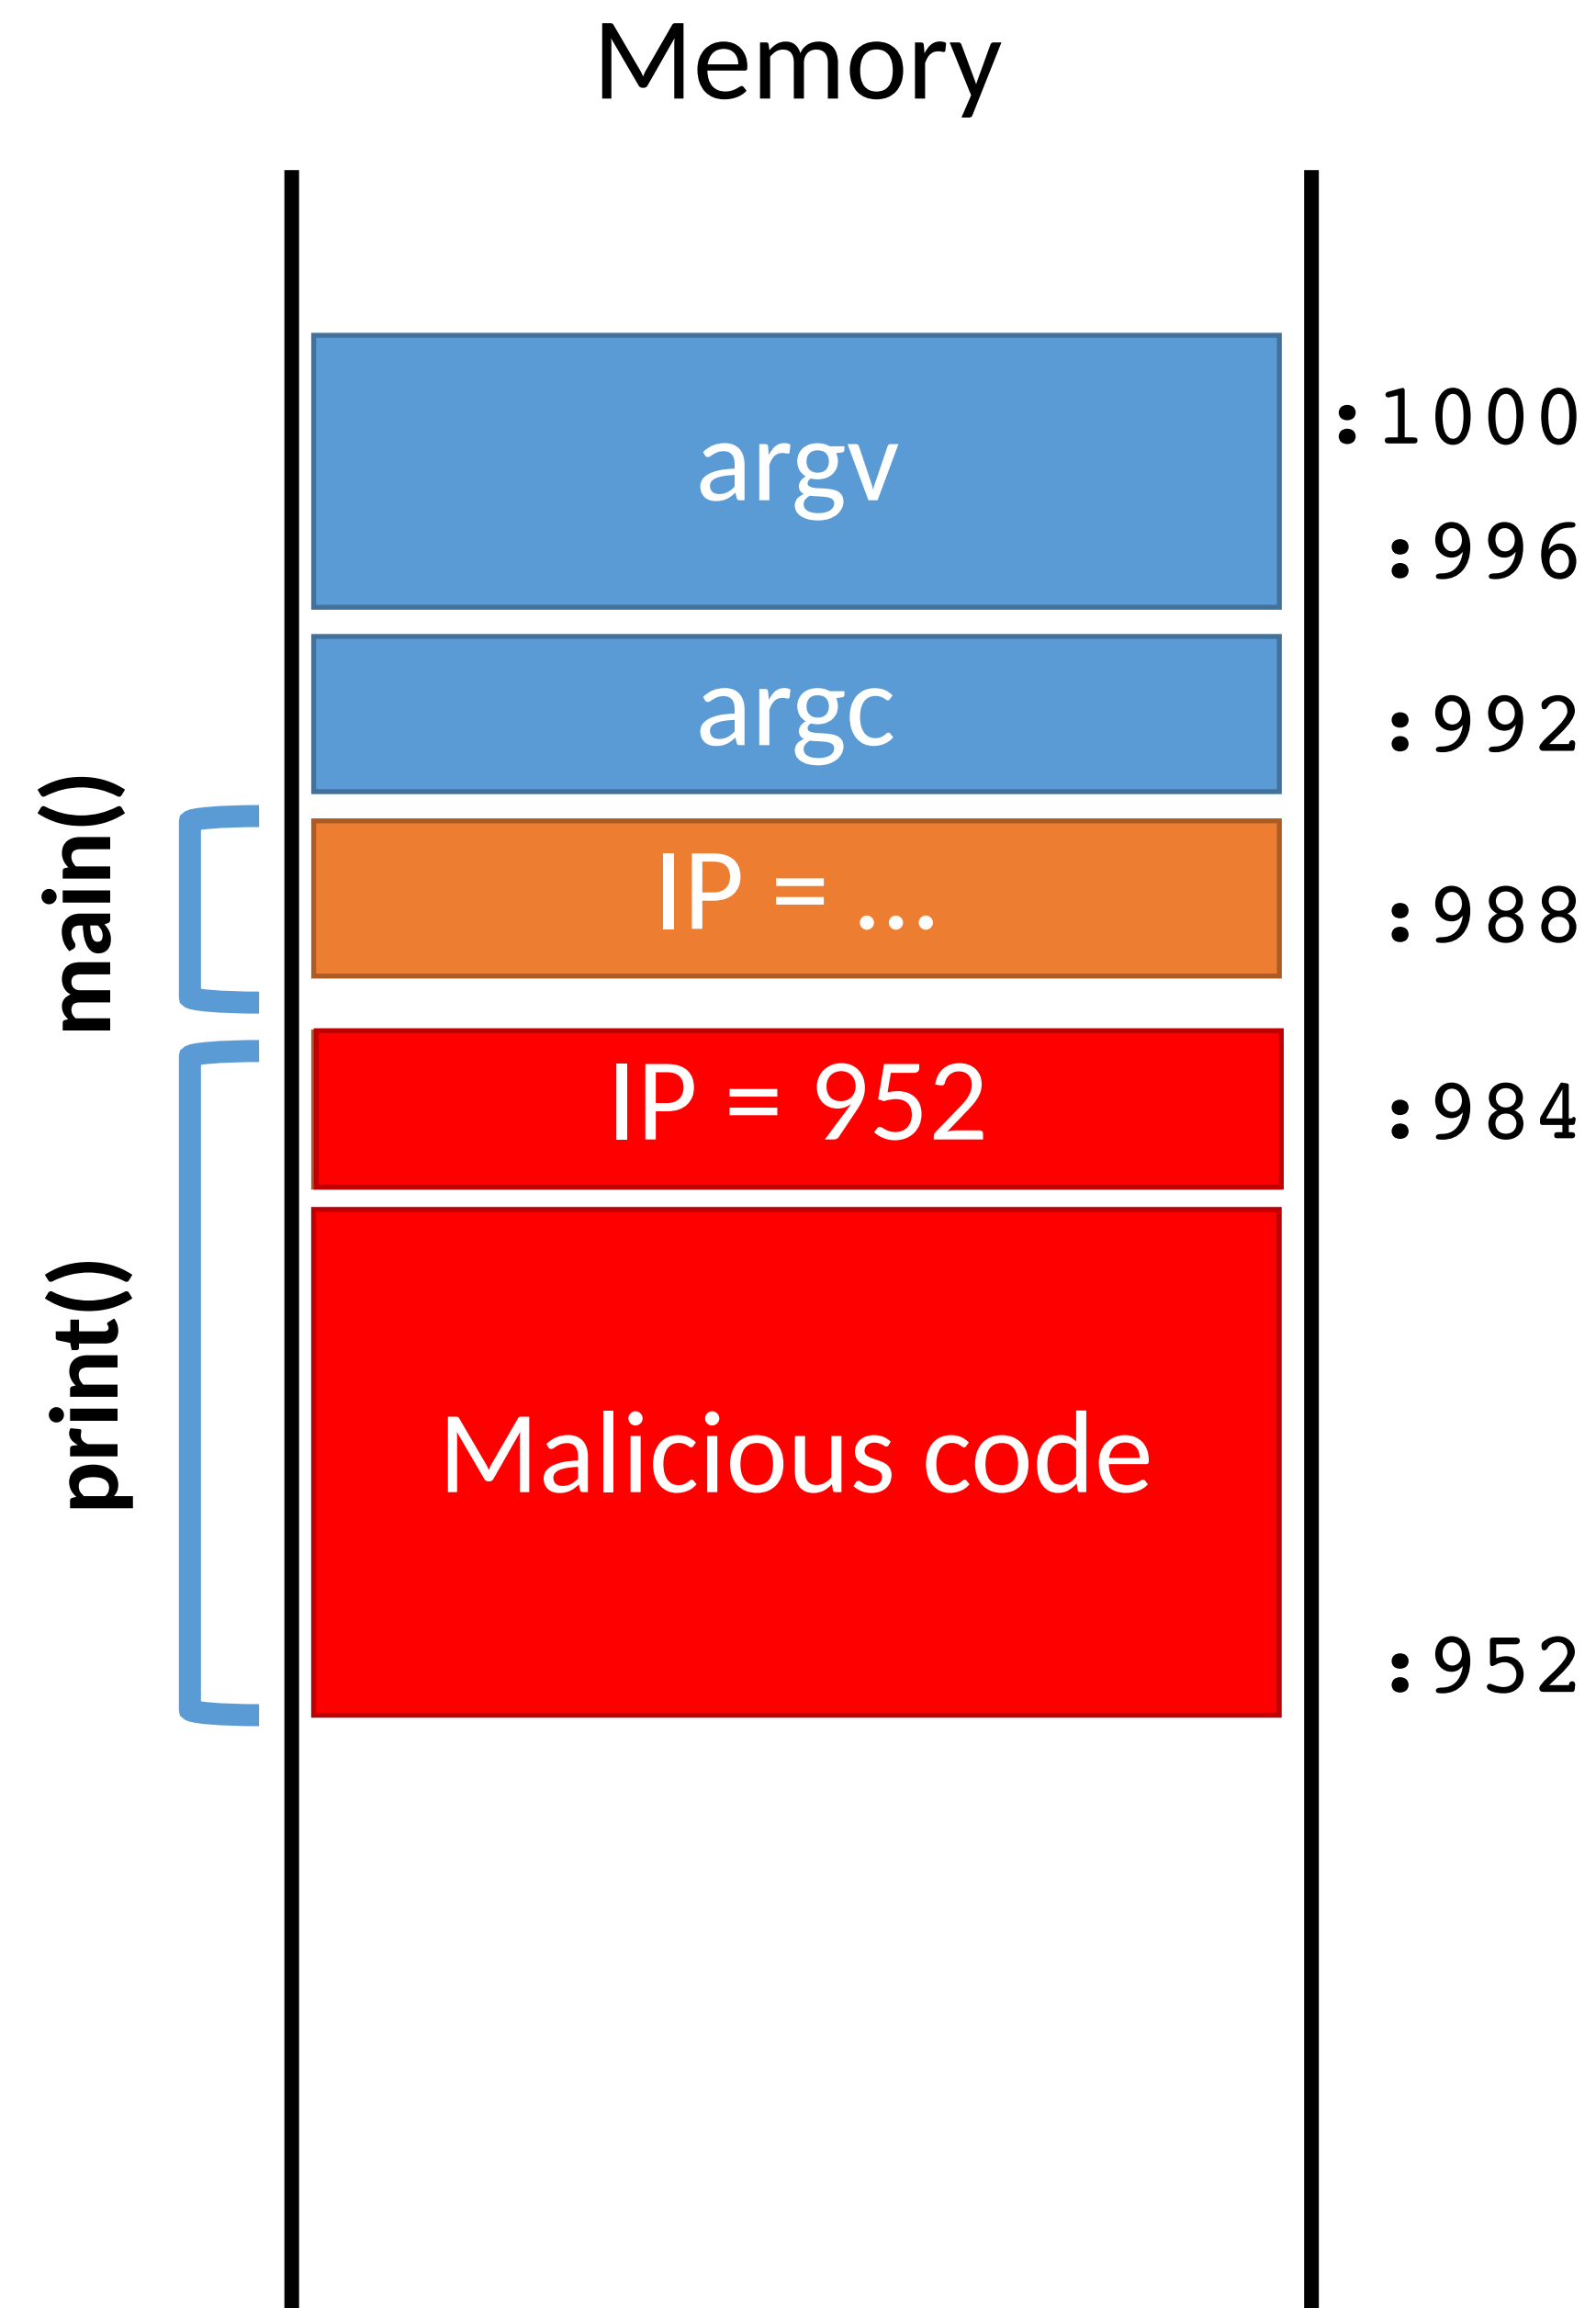 Memory
argv
:1000
:996
argc
:992
main()
IP = …
:988
IP = 952
:984
print()
Malicious code
:952